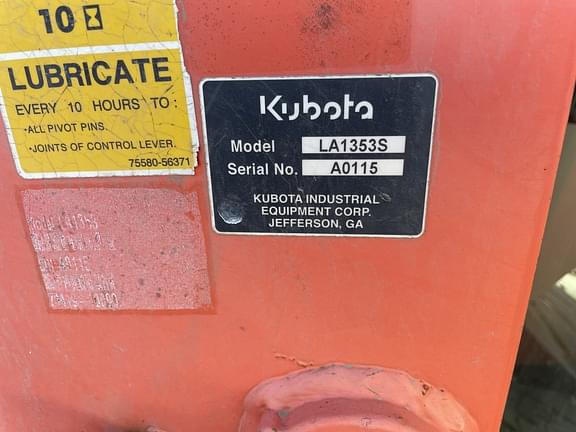 10
LUBRICATE
EVERY 10 HOURS TO :
·ALL PIVOT PINS.
·JOINTS OF CONTROL LEVER.
75580-56371
Kubota
Model LA1353S
Serial No. A0115
KUBOTA INDUSTRIAL
EQUIPMENT CORP.
JEFFERSON, GA